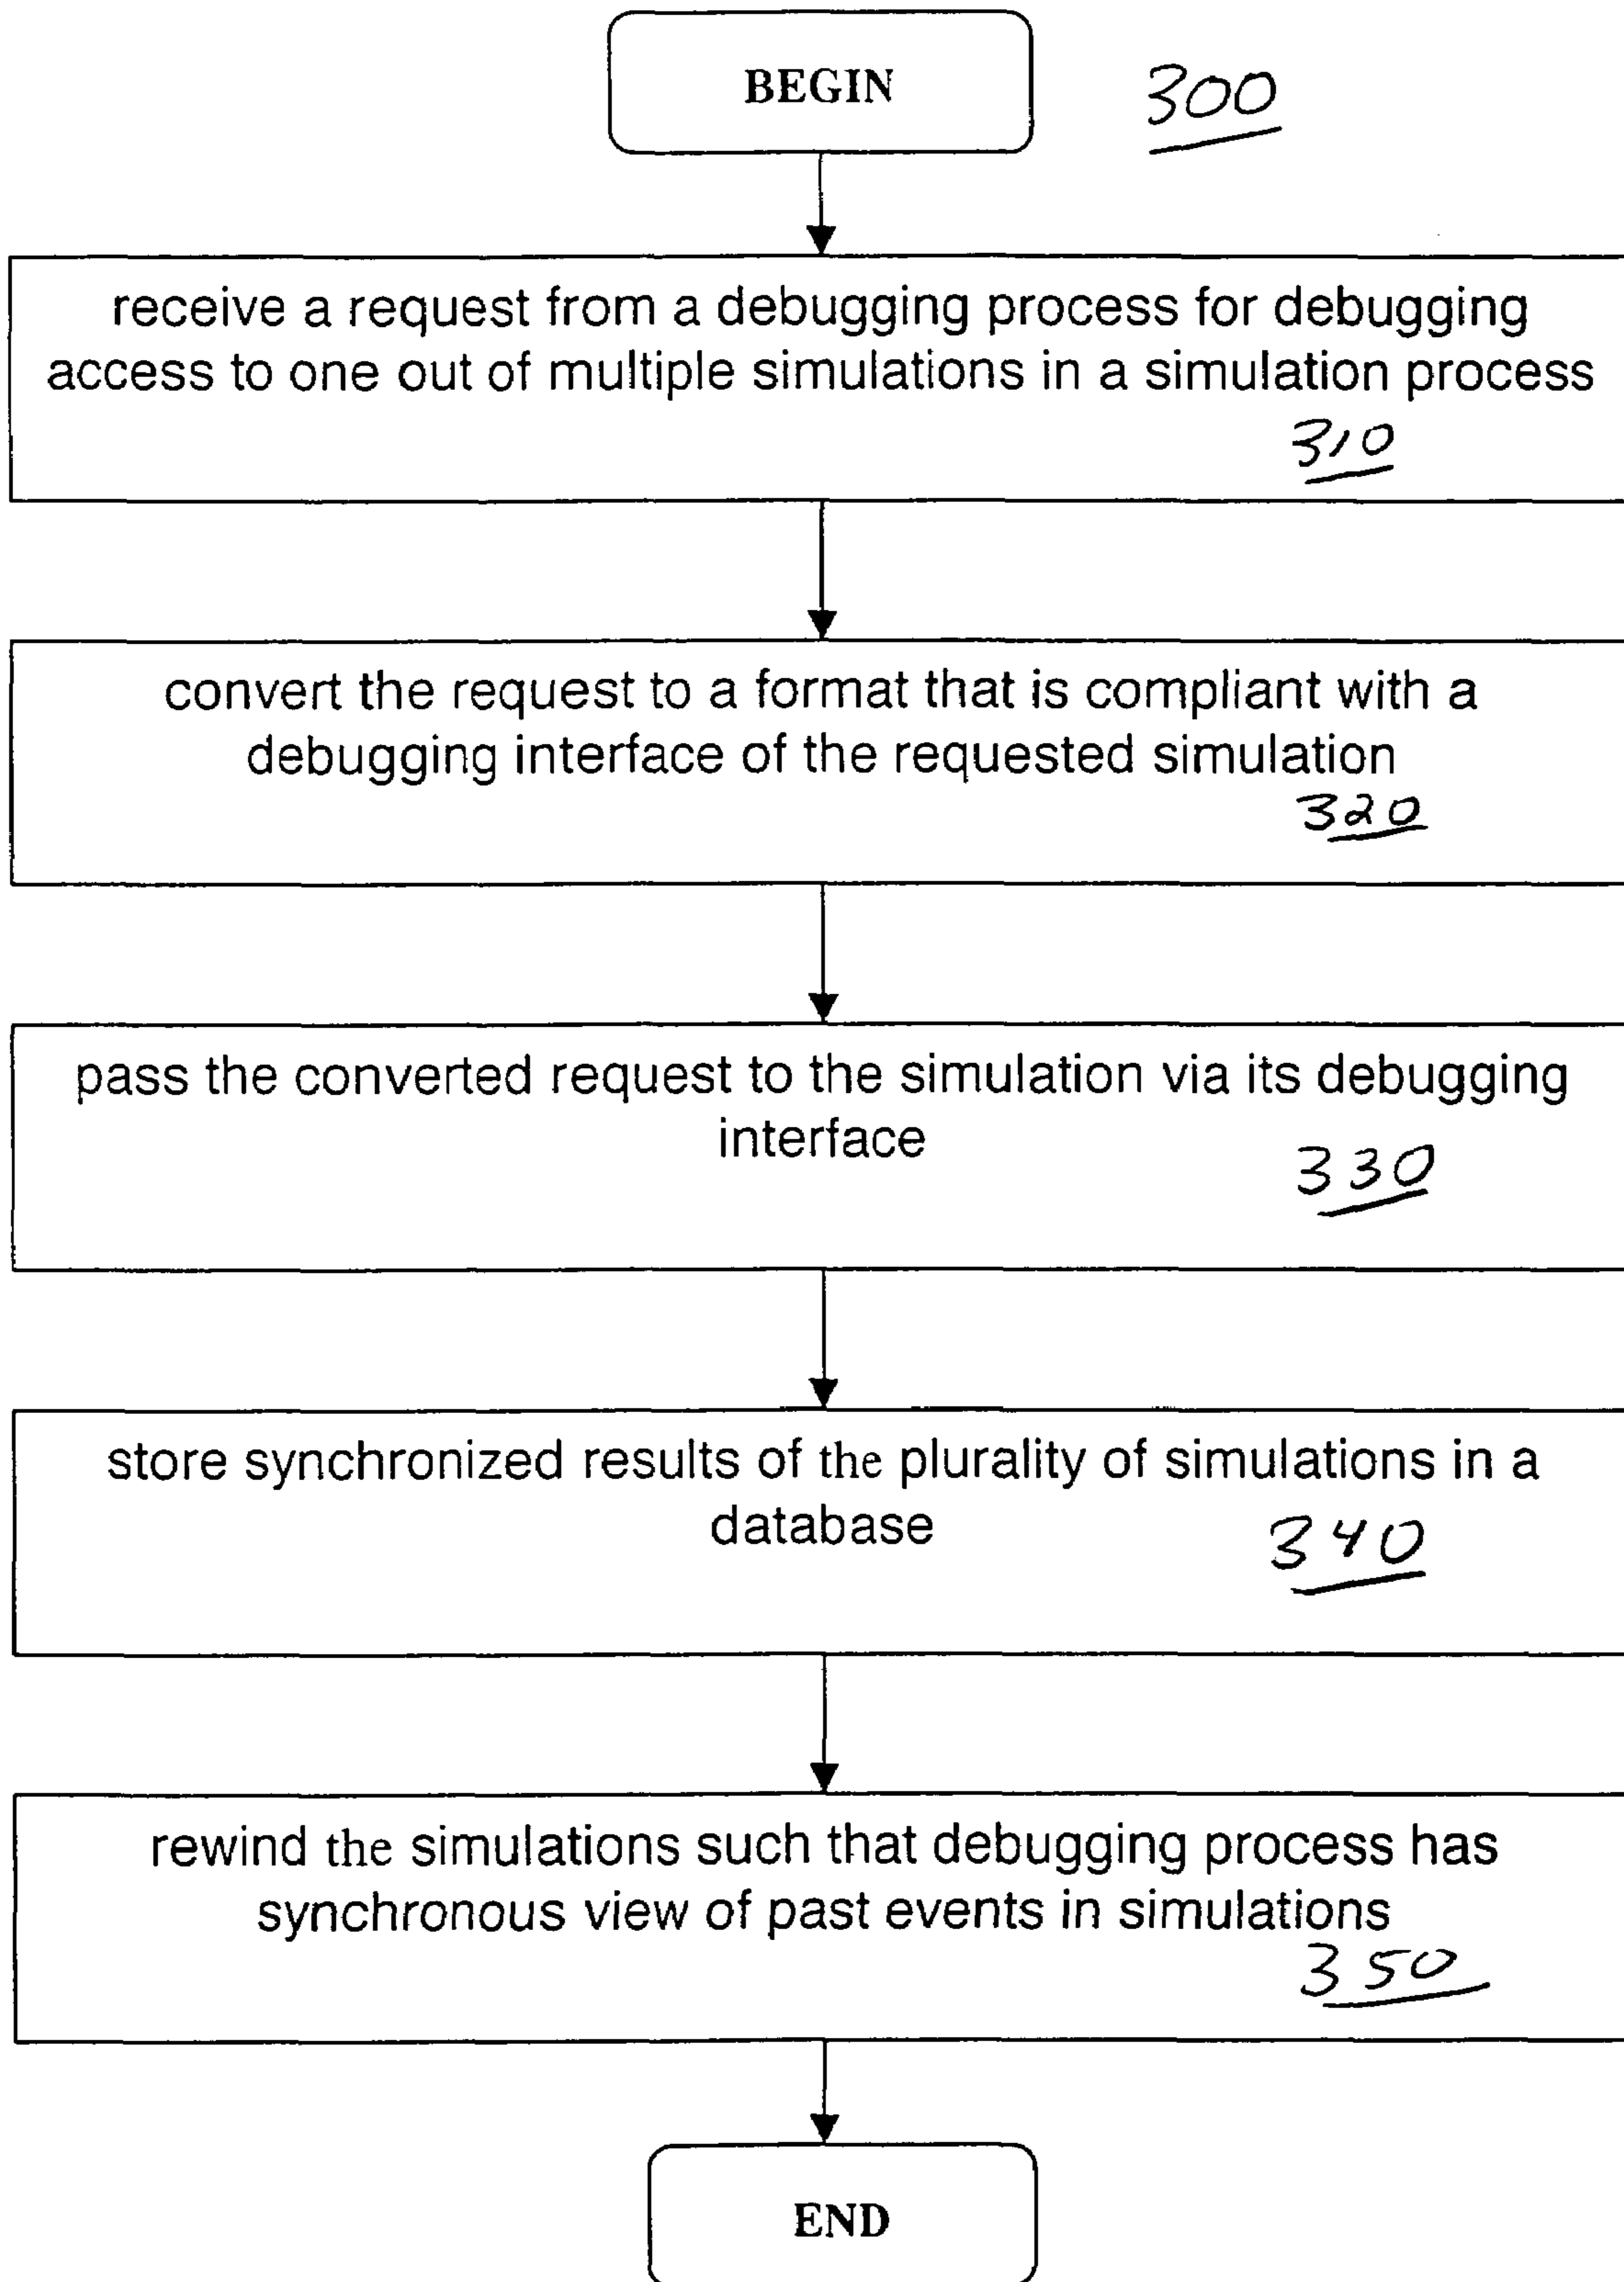 BEGIN
300
receive a request from a debugging process for debugging
access to one out of multiple simulations in a simulation process
310
convert the request to a format that is compliant with a
debugging interface of the requested simulation
320
pass the converted request to the simulation via its debugging
interface
330
store synchronized results of the plurality of simulations in a
database
340
rewind the simulations such that debugging process has
synchronous view of past events in simulations
350
END